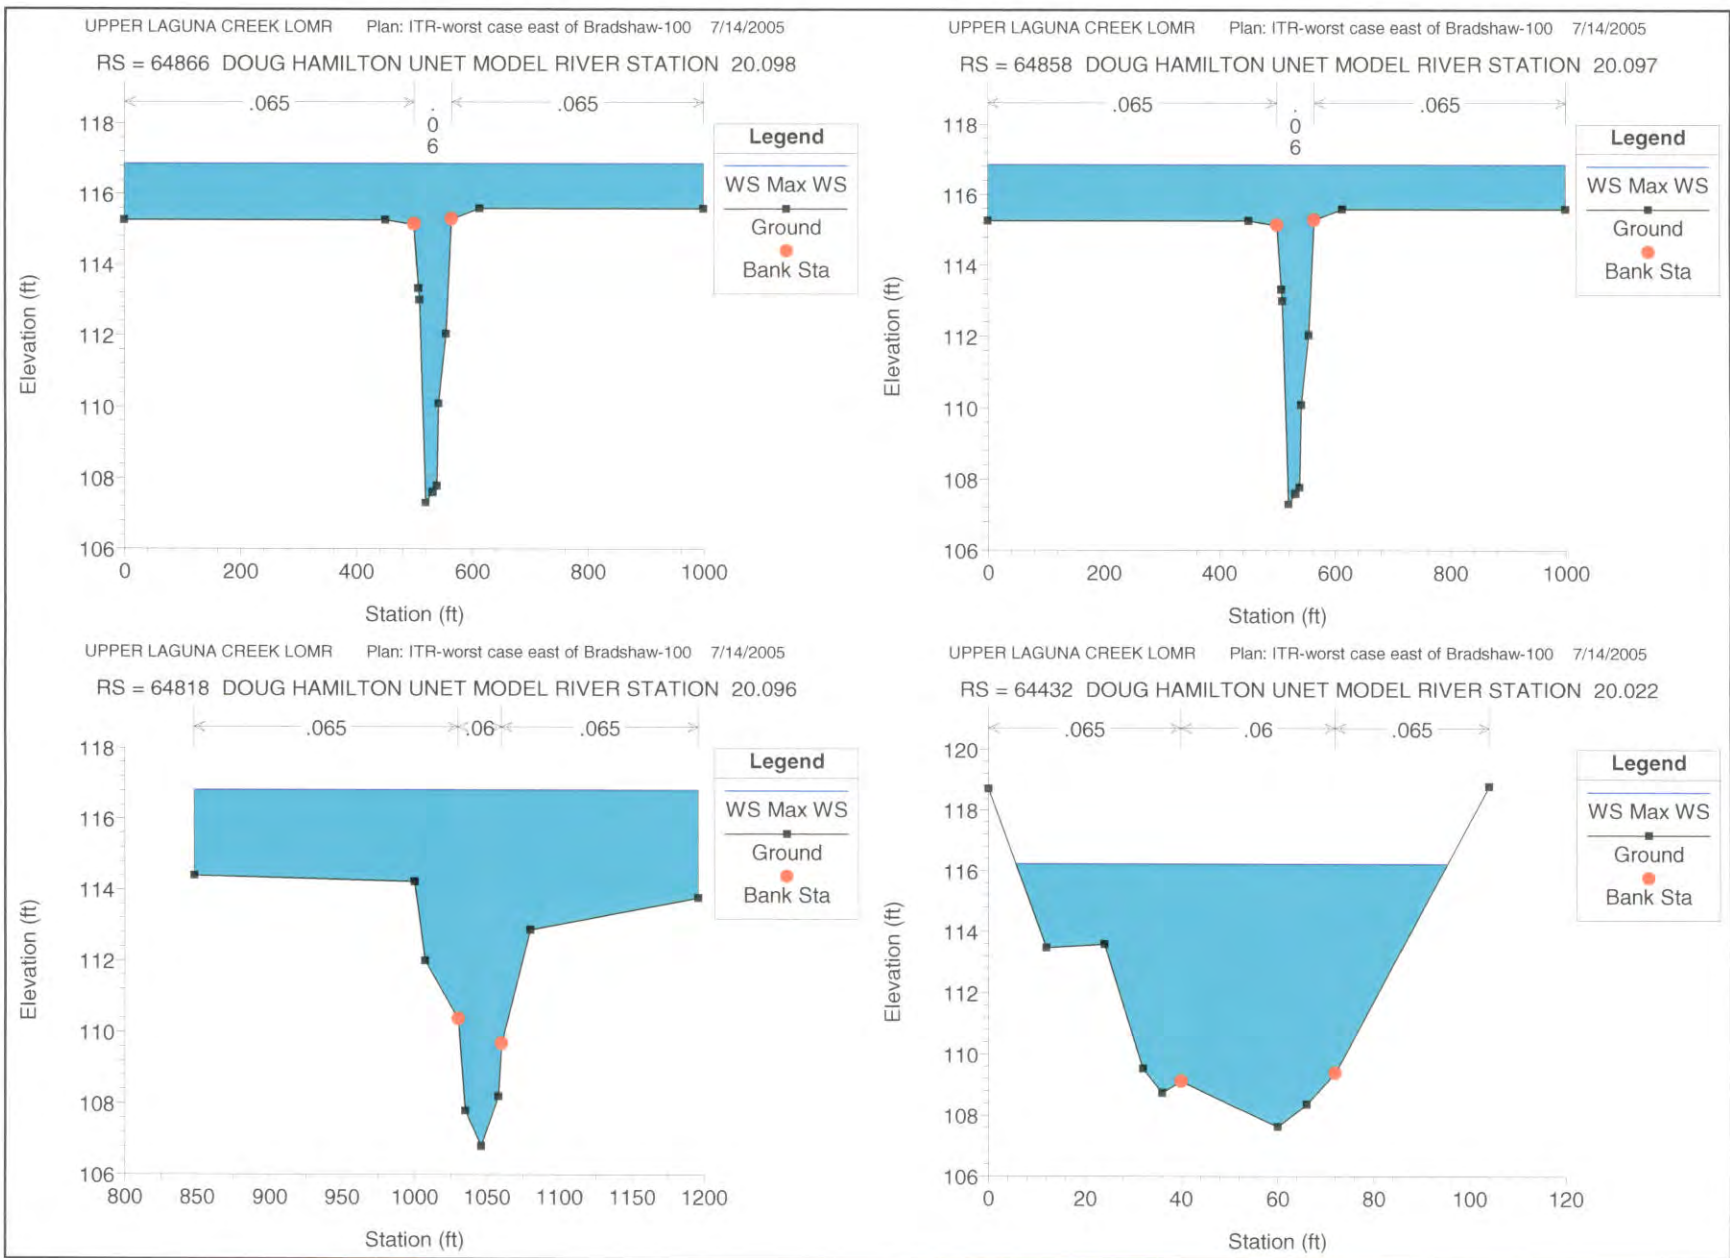 UPPER LAGUNA CREEK LOMR Plan: ITR-worst case east of Bradshaw-100 7/14/2005
RS = 64866 DOUG HAMILTON UNET MODEL RIVER STATION 20.098
.065
.06
.065
118
116
114
112
110
108
106
Elevation (ft)
0 200 400 600 800 1000
Station (ft)
Legend
WS Max WS
Ground
Bank Sta
UPPER LAGUNA CREEK LOMR Plan: ITR-worst case east of Bradshaw-100 7/14/2005
RS = 64858 DOUG HAMILTON UNET MODEL RIVER STATION 20.097
.065
.06
.065
118
116
114
112
110
108
106
Elevation (ft)
0 200 400 600 800 1000
Station (ft)
Legend
WS Max WS
Ground
Bank Sta
UPPER LAGUNA CREEK LOMR Plan: ITR-worst case east of Bradshaw-100 7/14/2005
RS = 64818 DOUG HAMILTON UNET MODEL RIVER STATION 20.096
.065 .06 .065
118
116
114
112
110
108
106
Elevation (ft)
800 850 900 950 1000 1050 1100 1150 1200
Station (ft)
Legend
WS Max WS
Ground
Bank Sta
UPPER LAGUNA CREEK LOMR Plan: ITR-worst case east of Bradshaw-100 7/14/2005
RS = 64432 DOUG HAMILTON UNET MODEL RIVER STATION 20.022
.065 .06 .065
120
118
116
114
112
110
108
106
Elevation (ft)
0 20 40 60 80 100 120
Station (ft)
Legend
WS Max WS
Ground
Bank Sta